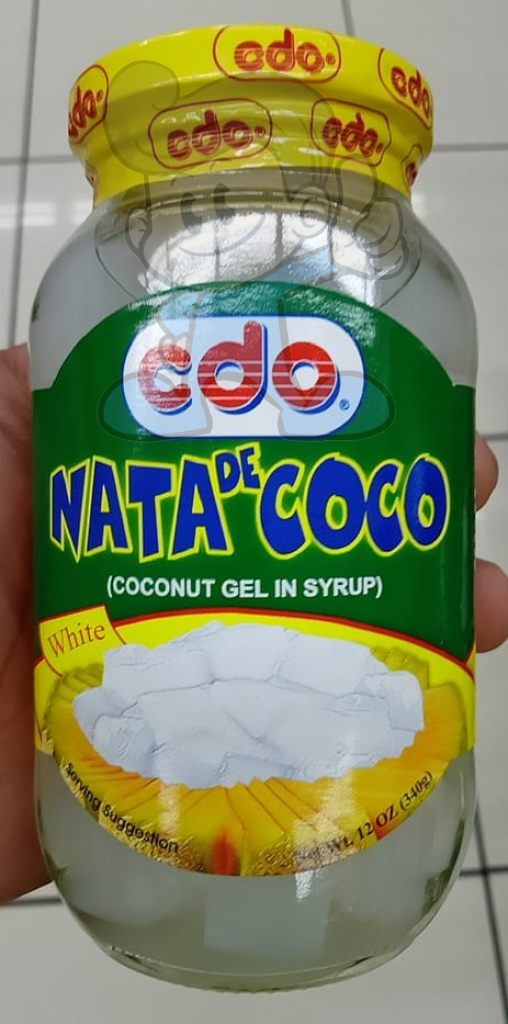 cdo
cdo
cdo
cdo
cdo
cdo®
NATA DE COCO
(COCONUT GEL IN SYRUP)
White
Serving Suggestion
Net Wt. 12 OZ (340g)